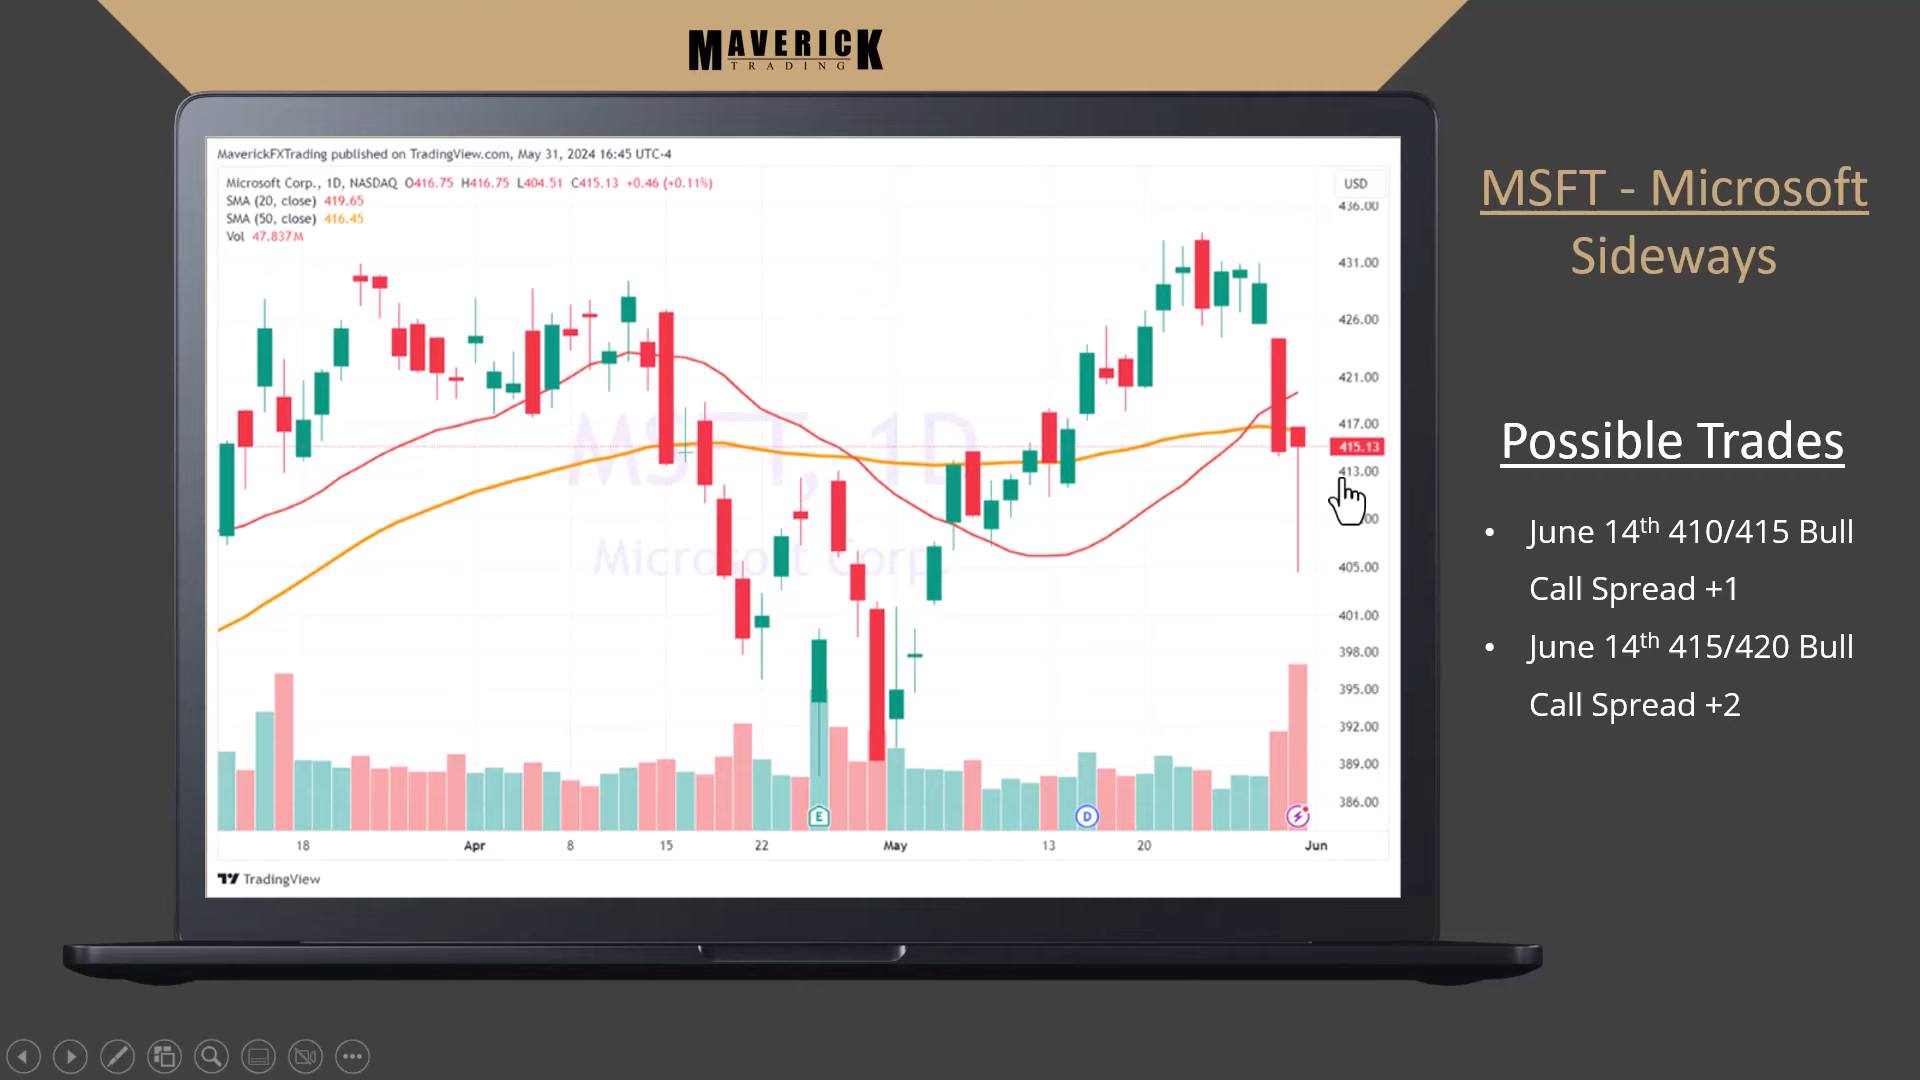 MAVERICK
TRADING
MSFT - Microsoft
Sideways
MaverickFXTrading published on TradingView.com, May 31, 2024 16:45 UTC-4
Microsoft Corp., 1D, NASDAQ O416.75 H416.75 L404.51 C415.13 +0.46 (+0.11%)
SMA (20, close) 419.65
SMA (50, close) 416.45
Vol 47.837M
USD
436.00
431.00
426.00
421.00
417.00
415.13
413.00
405.00
401.00
398.00
395.00
392.00
389.00
386.00
MSFT, 1D
Microsoft Corp.
E
D
18 Apr 8 15 22 May 13 20 Jun
TradingView
Possible Trades
• June 14th 410/415 Bull
Call Spread +1
• June 14th 415/420 Bull
Call Spread +2